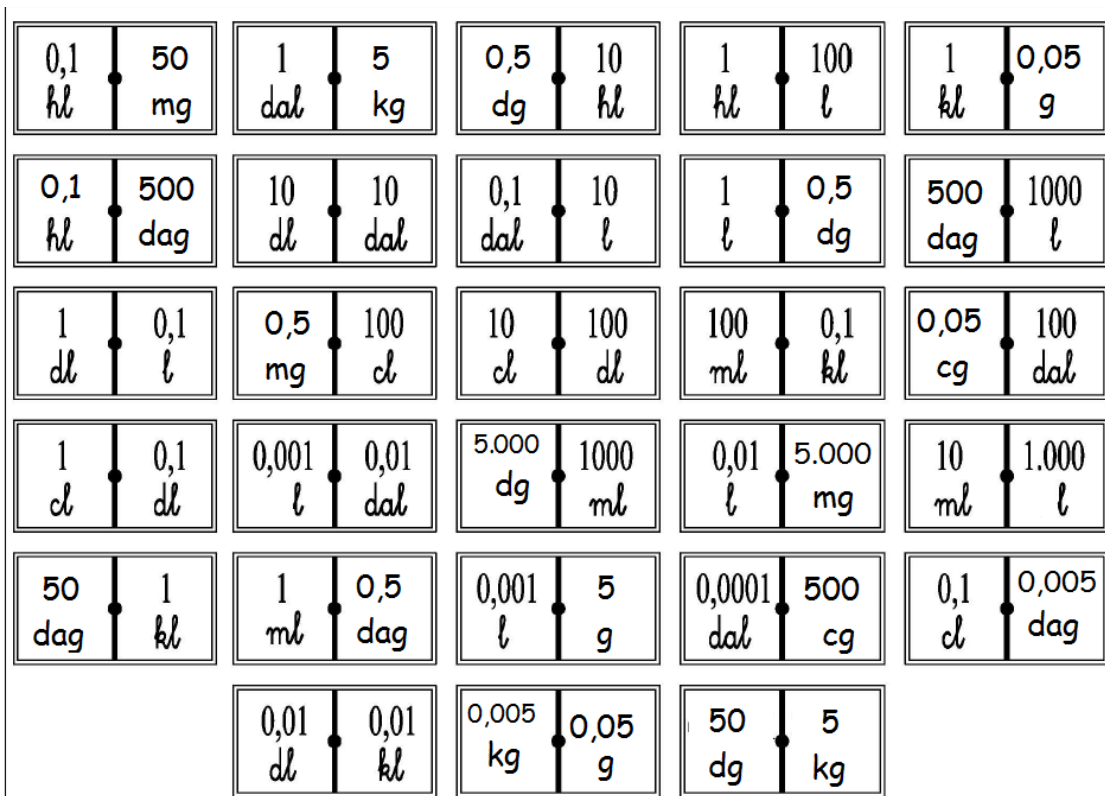 0,1 50 1 5 0,5 10 1 100 1 0,05
hl mg dal kg dg hl hl l kl g
0,1 500 10 10 0,1 10 1 0,5 500 1000
hl dag dl dal dal l l dg dag l
1 0,1 0,5 100 10 100 100 0,1 0,05 100
dl l mg cl cl dl ml kl cg dal
1 0,1 0,001 0,01 5.000 1000 0,01 5.000 10 1.000
cl dl l dal dg ml l mg ml l
50 1 1 0,5 0,001 5 0,0001 500 0,1 0,005
dag kl ml dag l g dal cg cl dag
0,01 0,01 0,005 0,05 50 5
dl kl kg g dg kg